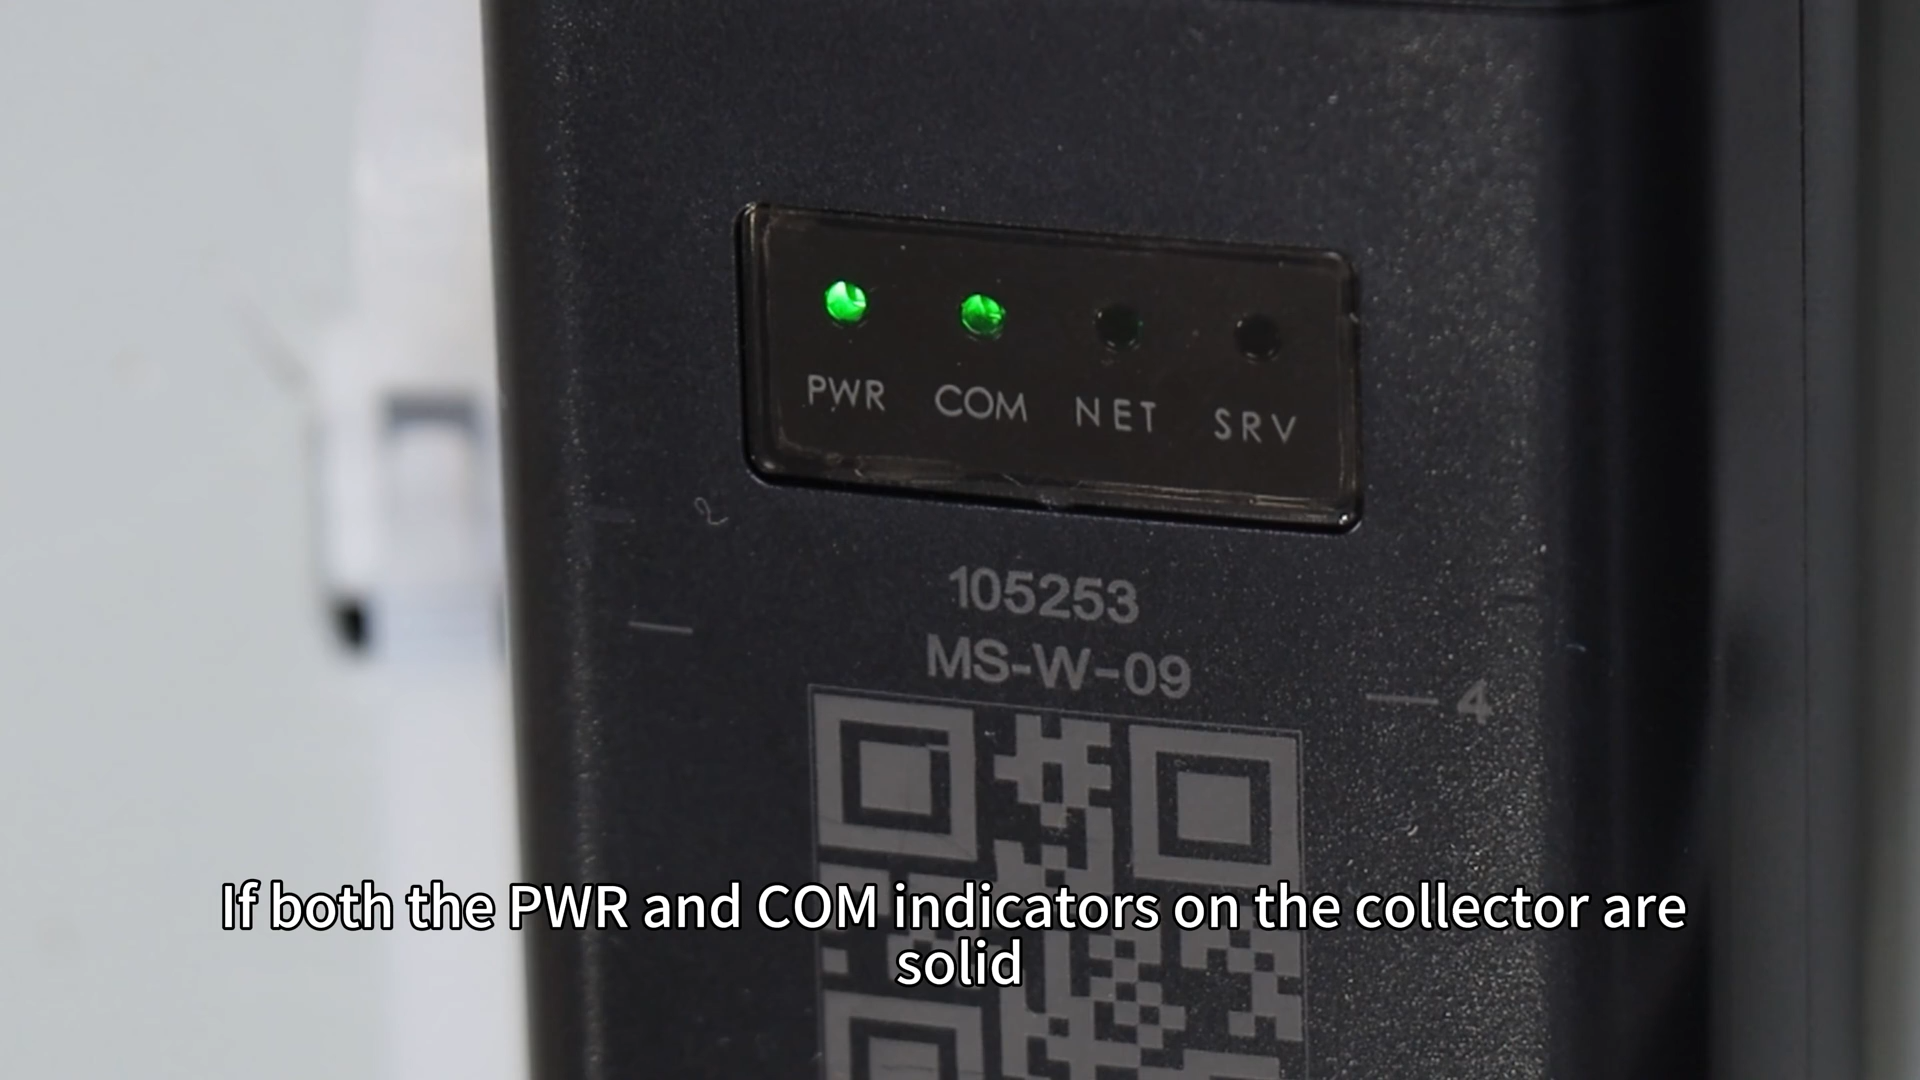 PWR COM NET SRV
105253
MS-W-09
4
If both the PWR and COM indicators on the collector are
solid